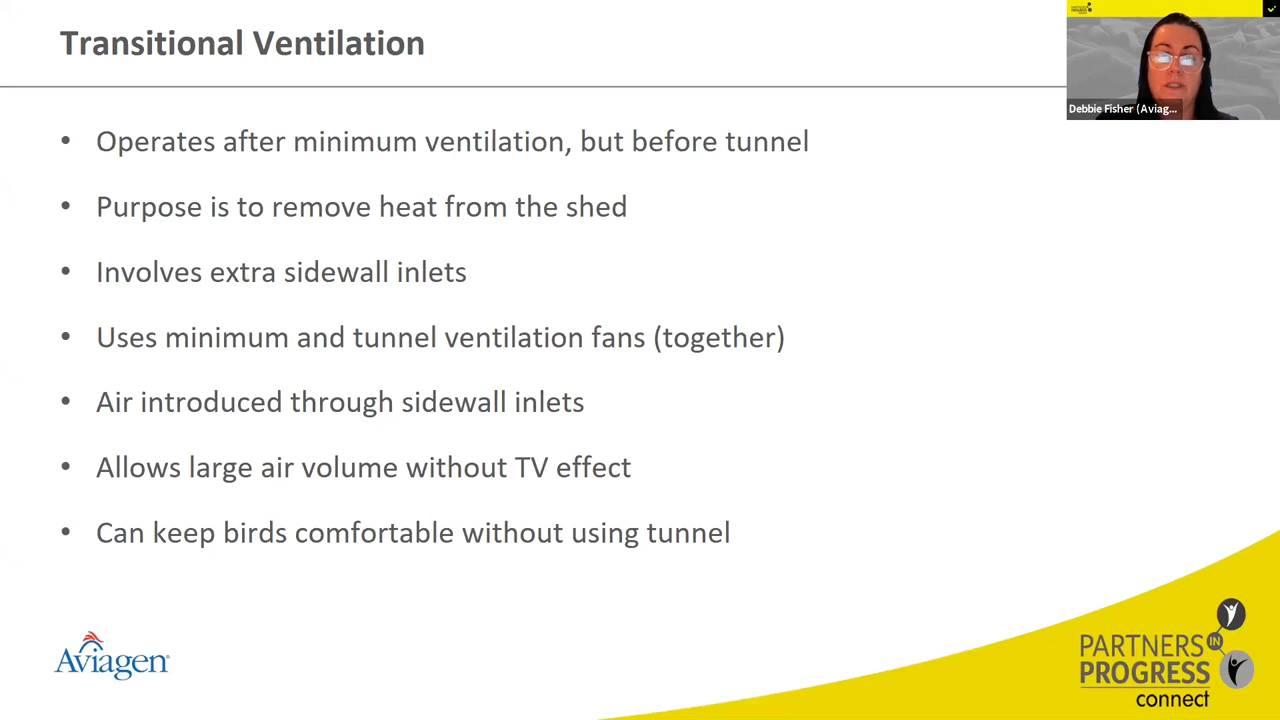 Transitional Ventilation
Debbie Fisher (Aviag...
• Operates after minimum ventilation, but before tunnel
• Purpose is to remove heat from the shed
• Involves extra sidewall inlets
• Uses minimum and tunnel ventilation fans (together)
• Air introduced through sidewall inlets
• Allows large air volume without TV effect
• Can keep birds comfortable without using tunnel
Aviagen
PARTNERS IN
PROGRESS
connect